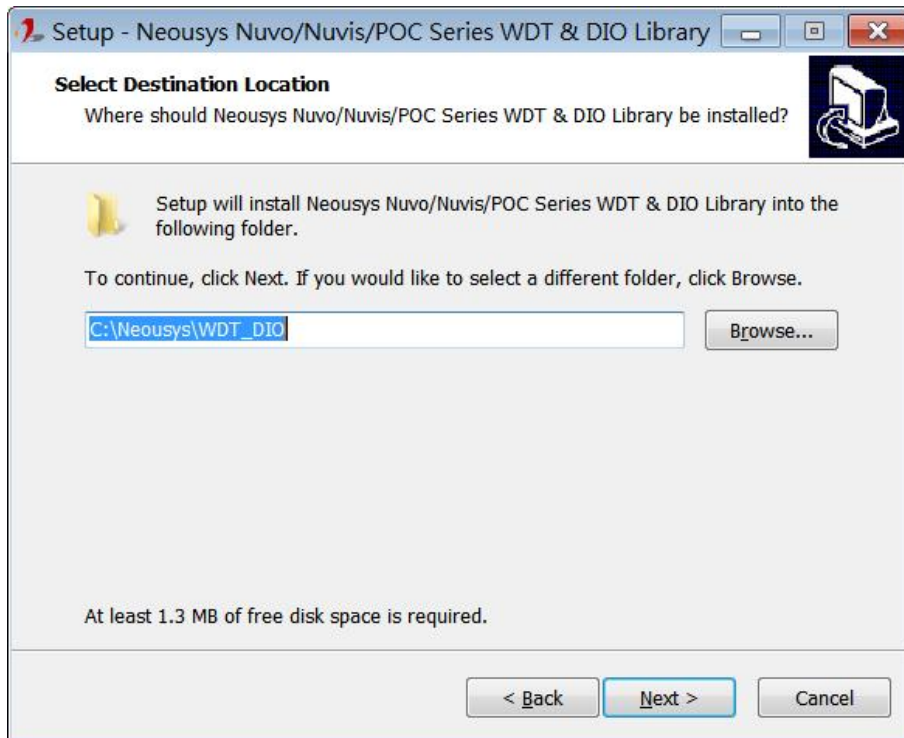 Setup - Neousys Nuvo/Nuvis/POC Series WDT & DIO Library
Select Destination Location
Where should Neousys Nuvo/Nuvis/POC Series WDT & DIO Library be installed?
Setup will install Neousys Nuvo/Nuvis/POC Series WDT & DIO Library into the
following folder.
To continue, click Next. If you would like to select a different folder, click Browse.
C:\Neousys\WDT_DIO
Browse...
At least 1.3 MB of free disk space is required.
< Back
Next >
Cancel